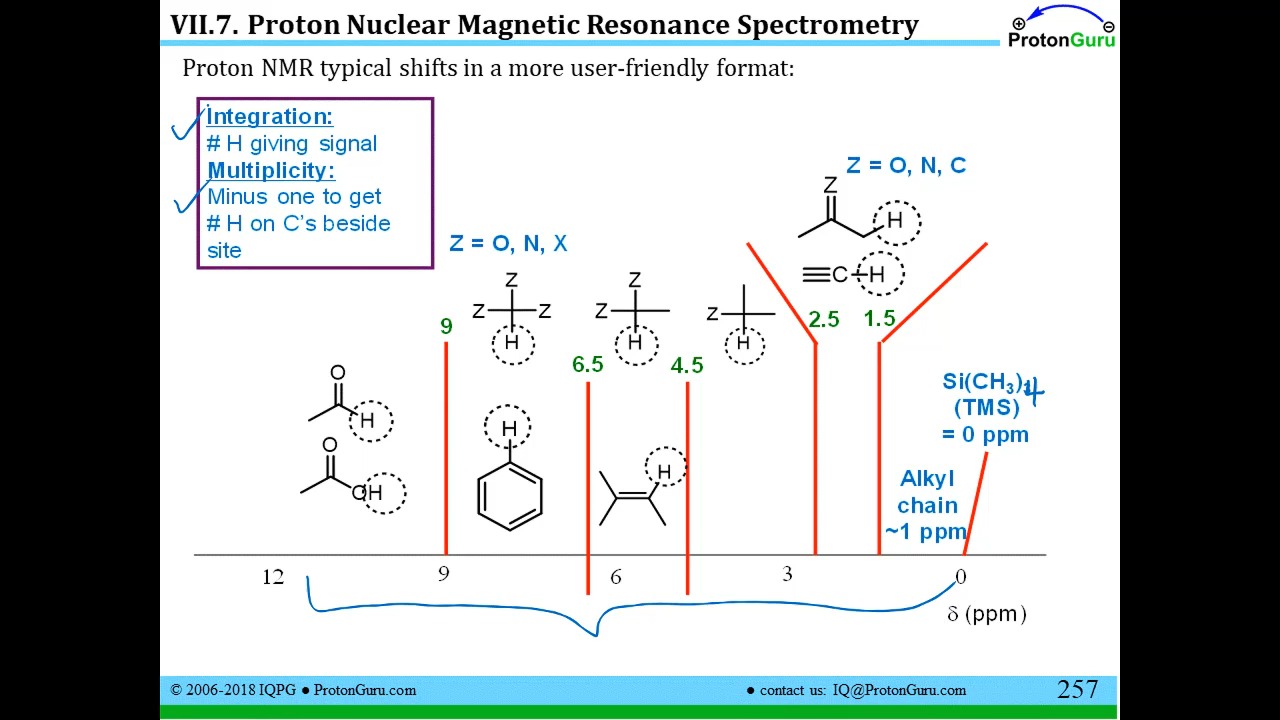 VII.7. Proton Nuclear Magnetic Resonance Spectrometry
ProtonGuru
Proton NMR typical shifts in a more user-friendly format:
Integration:
# H giving signal
Multiplicity:
Minus one to get
# H on C's beside
site
Z = O, N, C
Z
H
≡C–H
Z = O, N, X
Z
Z Z
H
Z
Z
H
Z
H
9
6.5
4.5
2.5
1.5
O
H
O
OH
H
H
Si(CH₃)4
(TMS)
= 0 ppm
Alkyl
chain
~1 ppm
12 9 6 3 0
δ (ppm)
© 2006-2018 IQPG ● ProtonGuru.com
● contact us: IQ@ProtonGuru.com
257